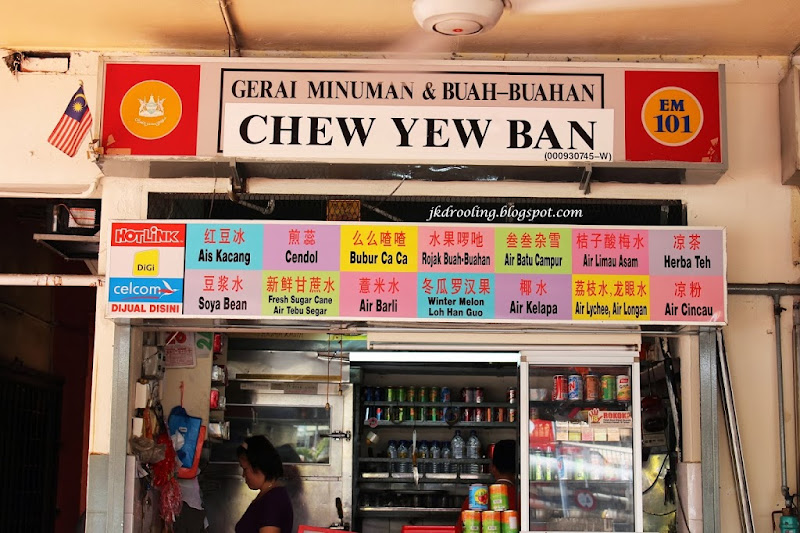 GERAI MINUMAN & BUAH-BUAHAN
CHEW YEW BAN
(000930745-W)
EM
101
jkdrooling.blogspot.com
HOTLINK
DiGi
celcom
DIJUAL DISINI
红豆冰
Ais Kacang
煎蕊
Cendol
么么喳喳
Bubur Ca Ca
水果啰吔
Rojak Buah-Buahan
叁叁杂雪
Air Batu Campur
桔子酸梅水
Air Limau Asam
凉茶
Herba Teh
豆浆水
Soya Bean
新鲜甘蔗水
Fresh Sugar Cane
Air Tebu Segar
薏米水
Air Barli
冬瓜罗汉果
Winter Melon
Loh Han Guo
椰水
Air Kelapa
荔枝水,龙眼水
Air Lychee, Air Longan
凉粉
Air Cincau